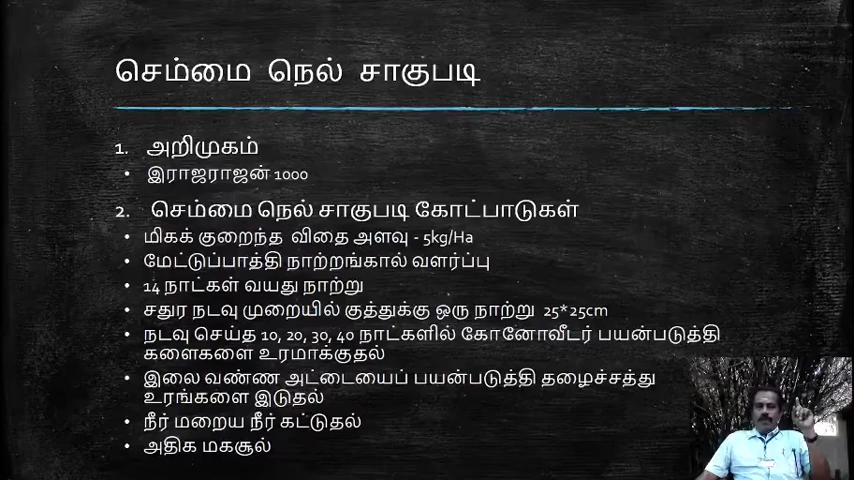 செம்மை நெல் சாகுபடி
1. அறிமுகம்
• இராஜராஜன் 1000
2. செம்மை நெல் சாகுபடி கோட்பாடுகள்
• மிகக் குறைந்த விதை அளவு - 5kg/Ha
• மேட்டுப்பாத்தி நாற்றங்கால் வளர்ப்பு
• 14 நாட்கள் வயது நாற்று
• சதுர நடவு முறையில் குத்துக்கு ஒரு நாற்று 25*25cm
• நடவு செய்த 10, 20, 30, 40 நாட்களில் கோனோவீடர் பயன்படுத்தி
களைகளை உரமாக்குதல்
• இலை வண்ண அட்டையைப் பயன்படுத்தி தழைச்சத்து
உரங்களை இடுதல்
• நீர் மறைய நீர் கட்டுதல்
• அதிக மகசூல்